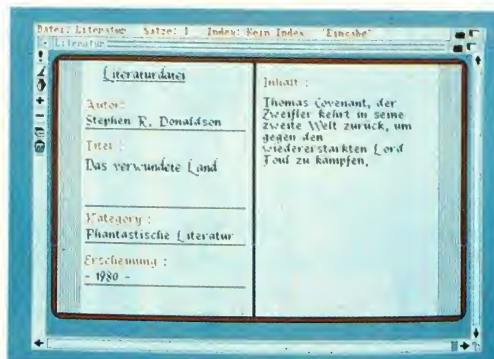 Datei: Literatur Sätze: 1 Index: Kein Index "Eingabe"
Literatur
Literaturdatei
Autor:
Stephen R. Donaldson
Titel :
Das verwundete Land
Kategory :
Phantastische Literatur
Erscheinung :
- 1980 -
Inhalt :
Thomas Covenant, der
Zweifler kehrt in seine
zweite Welt zurück, um
gegen den
wiedererstarkten Lord
Foul zu kämpfen.